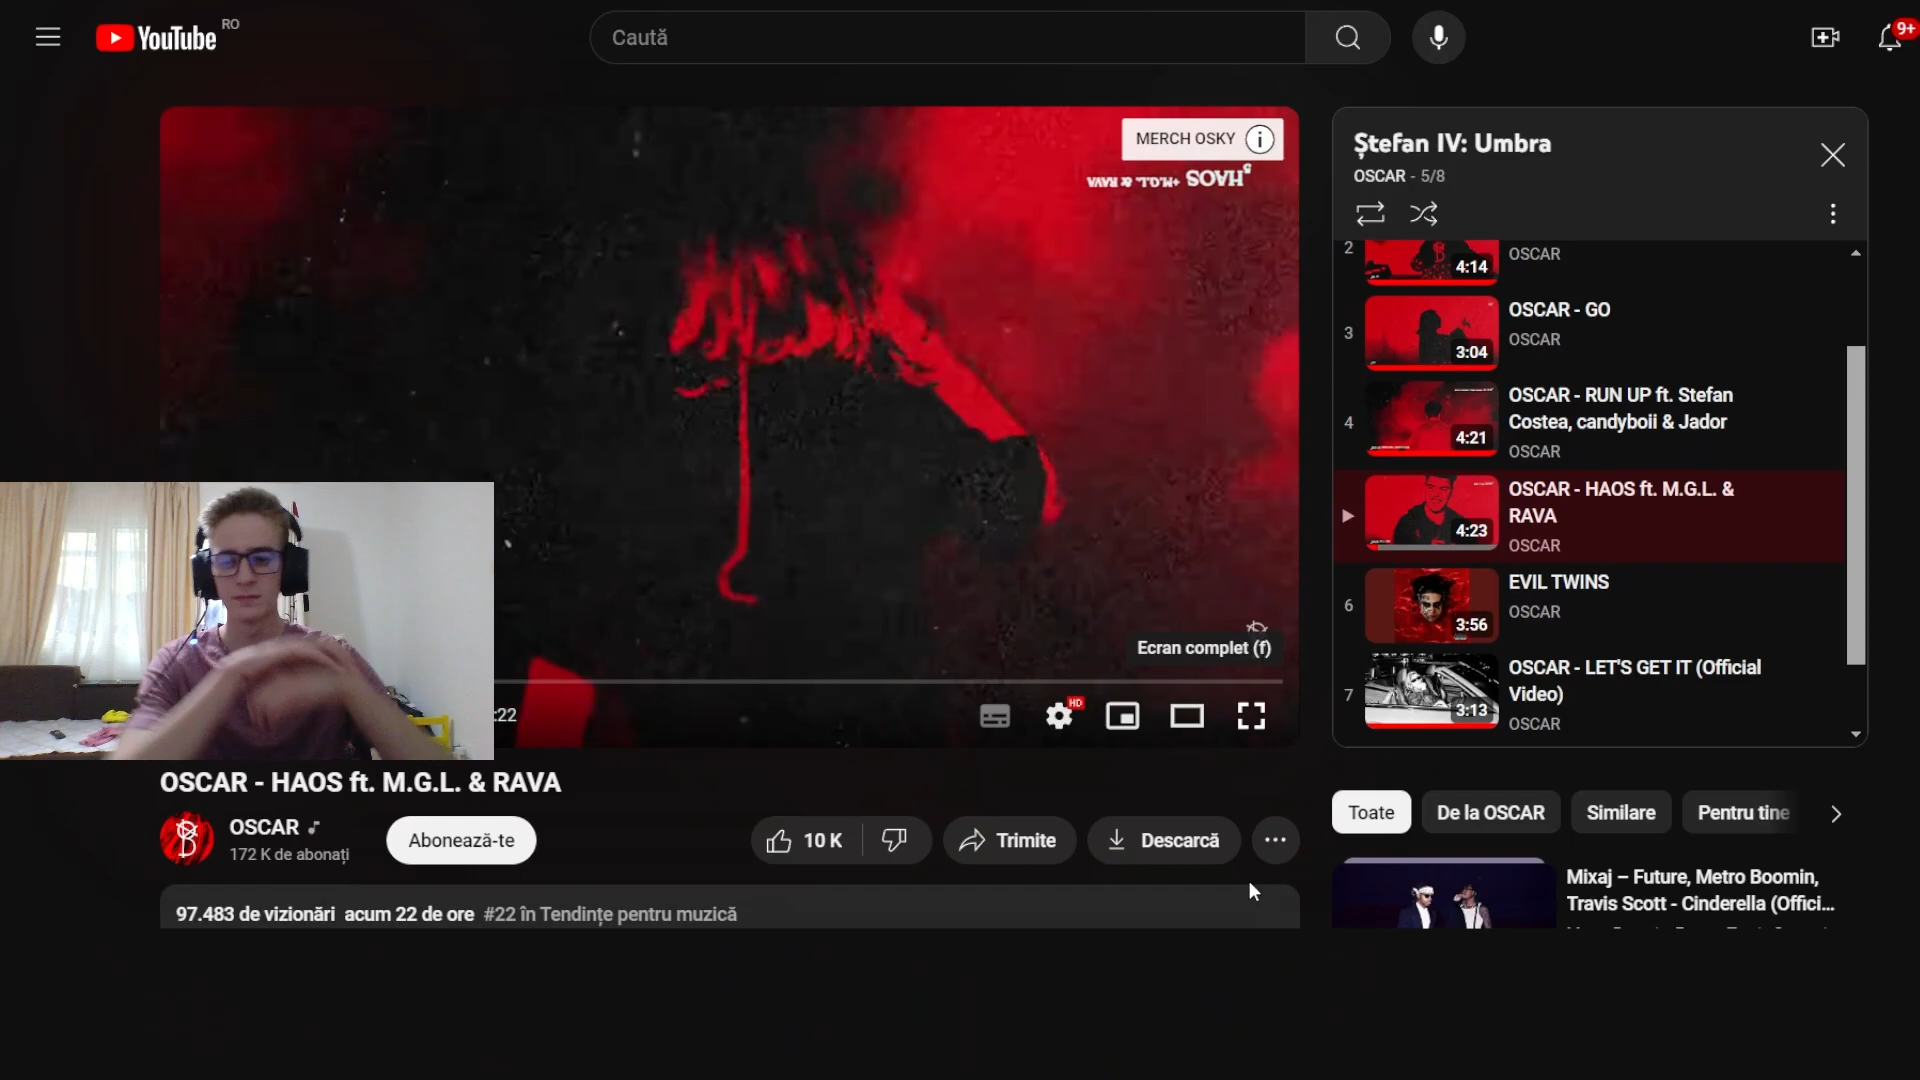 YouTube RO
Caută
9+
MERCH OSKY
HAOS
Ecran complet (f)
:22
HD
OSCAR - HAOS ft. M.G.L. & RAVA
OSCAR
172 K de abonați
Abonează-te
10 K
Trimite
Descarcă
97.483 de vizionări acum 22 de ore #22 în Tendințe pentru muzică
Ștefan IV: Umbra
OSCAR - 5/8
2
4:14
OSCAR
3
3:04
OSCAR - GO
OSCAR
4
4:21
OSCAR - RUN UP ft. Stefan
Costea, candyboii & Jador
OSCAR
4:23
OSCAR - HAOS ft. M.G.L. &
RAVA
OSCAR
6
3:56
EVIL TWINS
OSCAR
7
3:13
OSCAR - LET'S GET IT (Official
Video)
OSCAR
Toate
De la OSCAR
Similare
Pentru tine
Mixaj – Future, Metro Boomin,
Travis Scott - Cinderella (Offici...